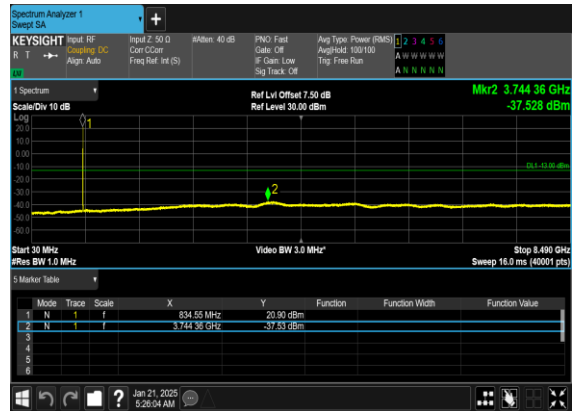 Spectrum Analyzer 1
Swept SA
+
KEYSIGHT Input: RF Input Z: 50 Ω #Atten: 40 dB PNO: Fast Avg Type: Power (RMS) 1 2 3 4 5 6
R T Coupling: DC Corr CCorr Gate: Off Avg|Hold: 100/100 A W W W W W
Align: Auto Freq Ref: Int (S) IF Gain: Low Trig: Free Run
Sig Track: Off A N N N N N
1 Spectrum Ref Lvl Offset 7.50 dB Mkr2 3.744 36 GHz
Scale/Div 10 dB Ref Level 30.00 dBm -37.528 dBm
Log 1
20.0
10.0
0.00
-10.0 DL1 -13.00 dBm
-20.0
-30.0 2
-40.0
-50.0
-60.0
Start 30 MHz Video BW 3.0 MHz* Stop 8.490 GHz
#Res BW 1.0 MHz Sweep 16.0 ms (40001 pts)
5 Marker Table
Mode Trace Scale X Y Function Function Width Function Value
1 N 1 f 834.55 MHz 20.90 dBm
2 N 1 f 3.744 36 GHz -37.53 dBm
3
4
5
6
? Jan 21, 2025
5:26:04 AM